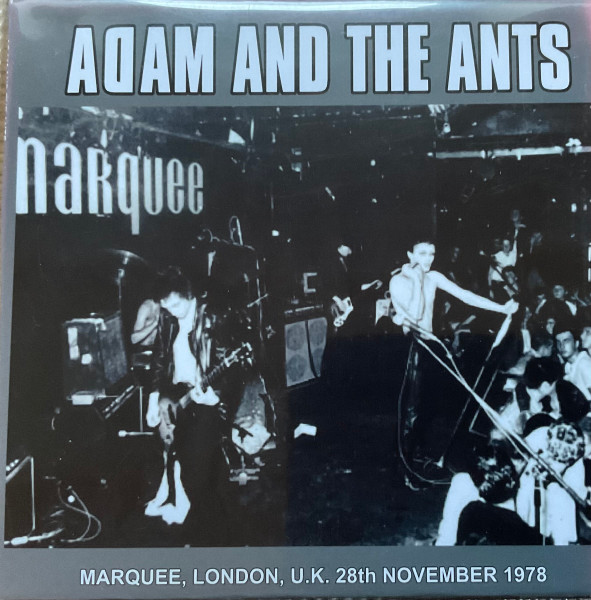 ADAM AND THE ANTS
marquee
MARQUEE, LONDON, U.K. 28th NOVEMBER 1978